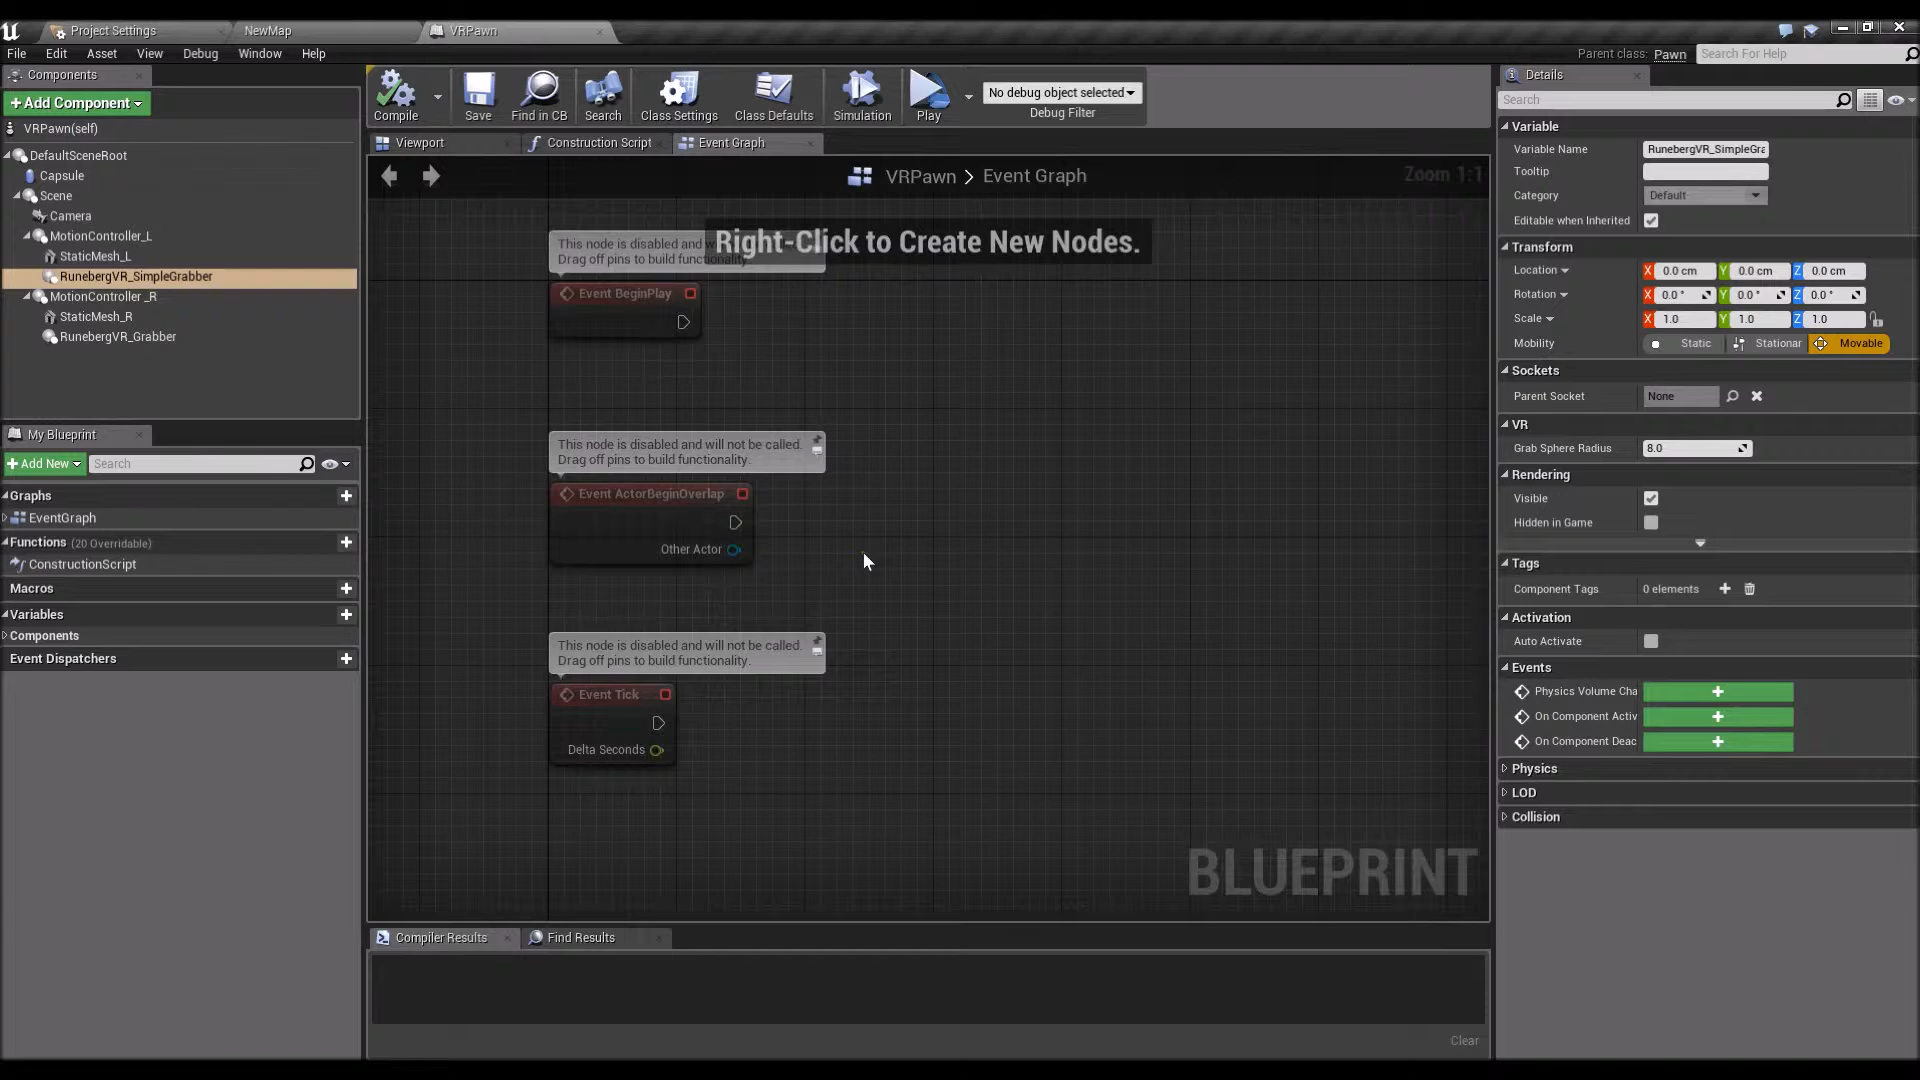 Project Settings
NewMap
VRPawn
File Edit Asset View Debug Window Help
Parent class: Pawn
Search For Help
Components
+Add Component
VRPawn(self)
DefaultSceneRoot
Capsule
Scene
Camera
MotionController_L
StaticMesh_L
RunebergVR_SimpleGrabber
MotionController _R
StaticMesh_R
RunebergVR_Grabber
My Blueprint
+Add New
Search
Graphs
EventGraph
Functions (20 Overridable)
ConstructionScript
Macros
Variables
Components
Event Dispatchers
Compile
Save
Find in CB
Search
Class Settings
Class Defaults
Simulation
Play
No debug object selected
Debug Filter
Viewport
Construction Script
Event Graph
VRPawn > Event Graph
Zoom 1:1
Right-Click to Create New Nodes.
This node is disabled and w
Drag off pins to build functionality.
Event BeginPlay
This node is disabled and will not be called.
Drag off pins to build functionality.
Event ActorBeginOverlap
Other Actor
This node is disabled and will not be called.
Drag off pins to build functionality.
Event Tick
Delta Seconds
BLUEPRINT
Compiler Results
Find Results
Clear
Details
Search
Variable
Variable Name RunebergVR_SimpleGra
Tooltip
Category Default
Editable when Inherited
Transform
Location X 0.0 cm Y 0.0 cm Z 0.0 cm
Rotation X 0.0 ° Y 0.0 ° Z 0.0 °
Scale X 1.0 Y 1.0 Z 1.0
Mobility Static Stationar Movable
Sockets
Parent Socket None
VR
Grab Sphere Radius 8.0
Rendering
Visible
Hidden in Game
Tags
Component Tags 0 elements
Activation
Auto Activate
Events
Physics Volume Cha
On Component Activ
On Component Deac
Physics
LOD
Collision